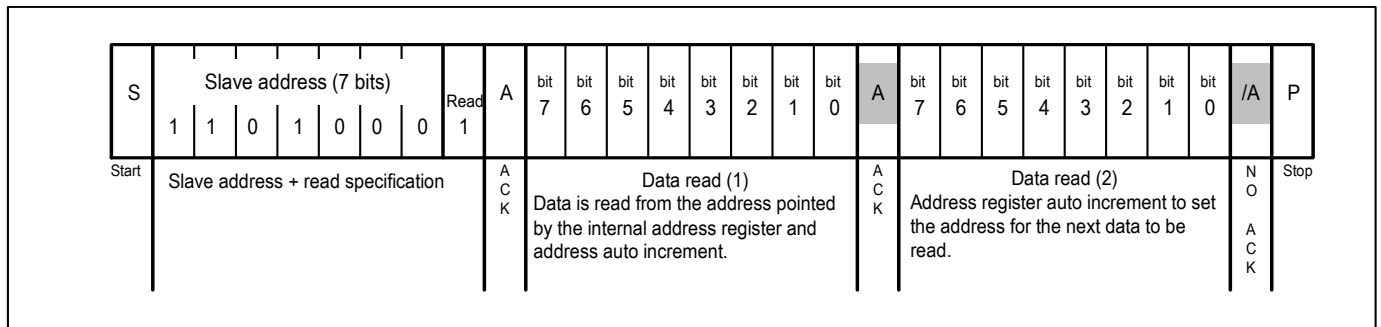 S
Slave address (7 bits)
1 1 0 1 0 0 0
Read
1
A
bit 7 bit 6 bit 5 bit 4 bit 3 bit 2 bit 1 bit 0
A
bit 7 bit 6 bit 5 bit 4 bit 3 bit 2 bit 1 bit 0
/A
P
Start
Slave address + read specification
ACK
Data read (1)
Data is read from the address pointed
by the internal address register and
address auto increment.
ACK
Data read (2)
Address register auto increment to set
the address for the next data to be
read.
NO ACK
Stop